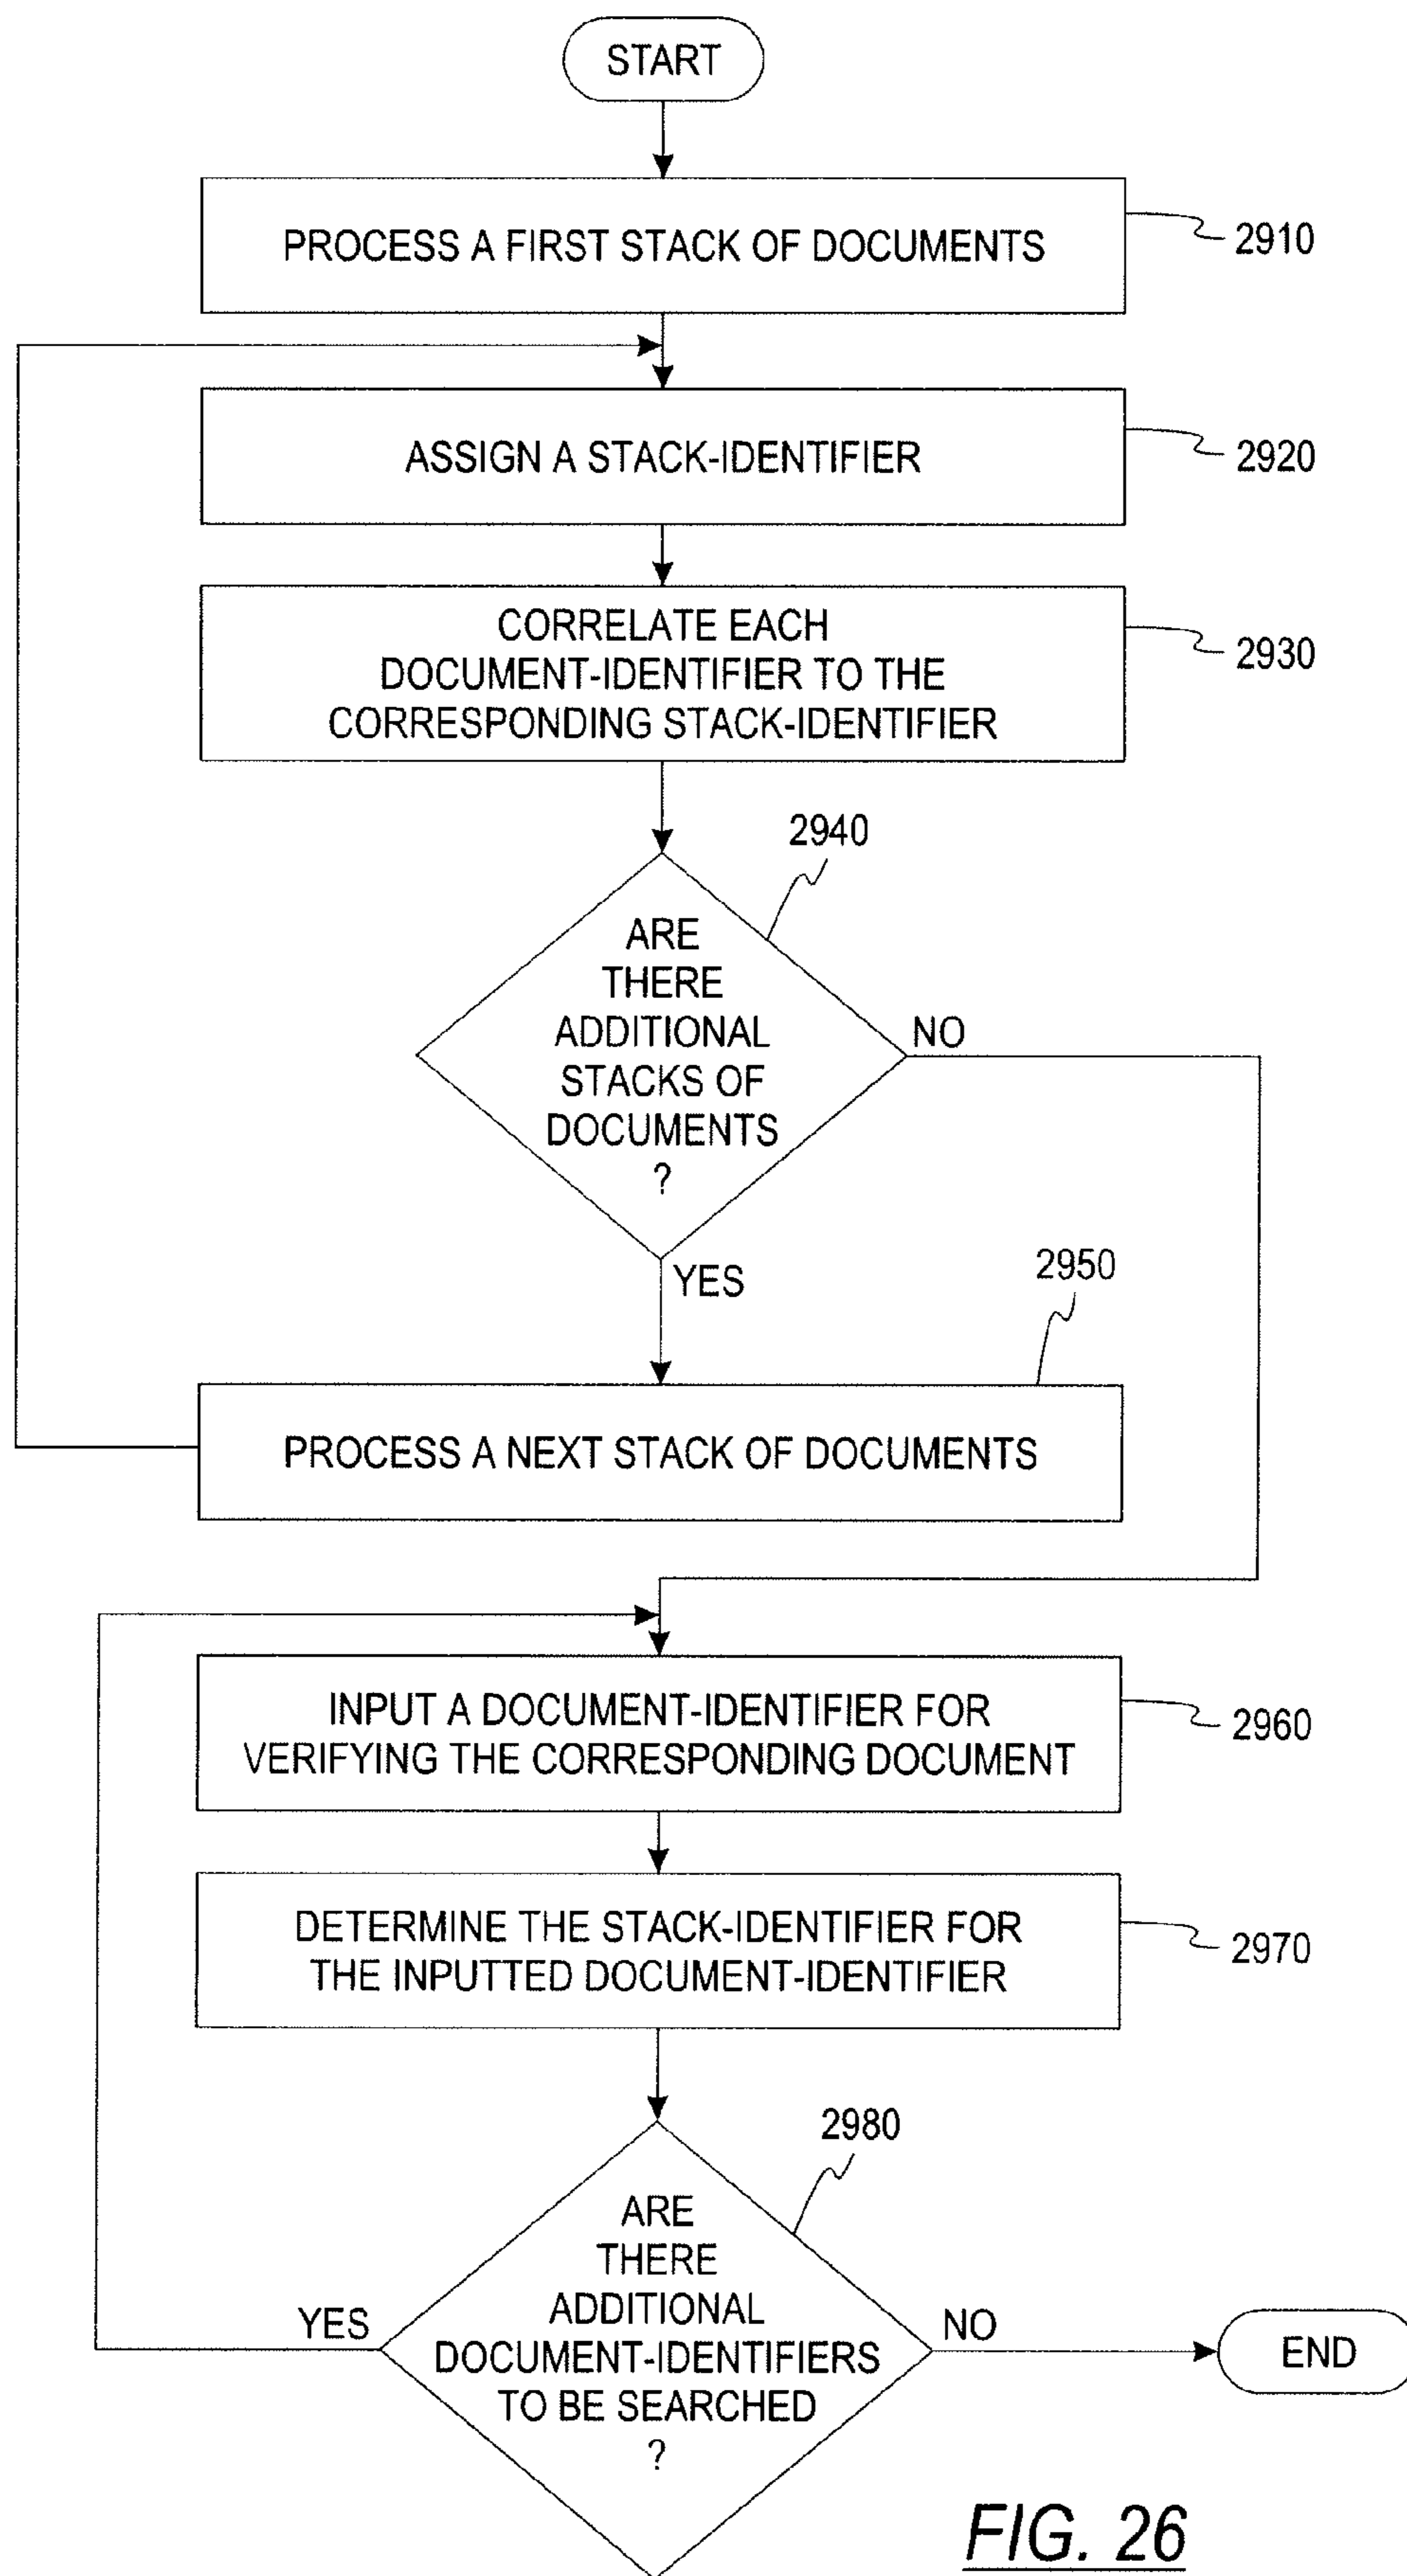 START
PROCESS A FIRST STACK OF DOCUMENTS
2910
ASSIGN A STACK-IDENTIFIER
2920
CORRELATE EACH
DOCUMENT-IDENTIFIER TO THE
CORRESPONDING STACK-IDENTIFIER
2930
2940
ARE
THERE
ADDITIONAL
STACKS OF
DOCUMENTS
?
NO
YES
2950
PROCESS A NEXT STACK OF DOCUMENTS
INPUT A DOCUMENT-IDENTIFIER FOR
VERIFYING THE CORRESPONDING DOCUMENT
2960
DETERMINE THE STACK-IDENTIFIER FOR
THE INPUTTED DOCUMENT-IDENTIFIER
2970
2980
ARE
THERE
ADDITIONAL
DOCUMENT-IDENTIFIERS
TO BE SEARCHED
?
YES
NO
END
FIG. 26